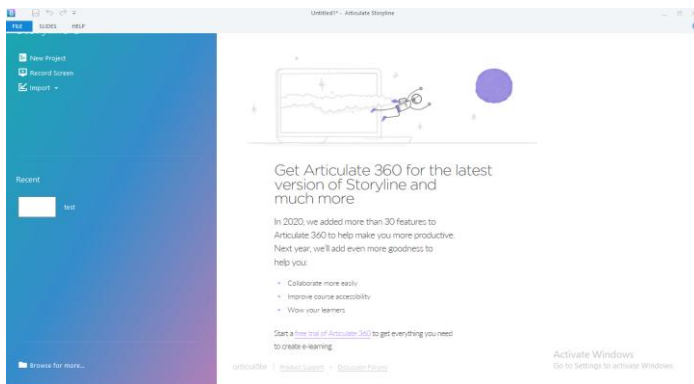 Untitled1* - Articulate Storyline
FILE SLIDES HELP
New Project
Record Screen
Import
Recent
test
Browse for more...
Get Articulate 360 for the latest
version of Storyline and
much more
In 2020, we added more than 30 features to
Articulate 360 to help make you more productive.
Next year, we'll add even more goodness to
help you:
• Collaborate more easily
• Improve course accessibility
• Wow your learners
Start a free trial of Articulate 360 to get everything you need
to create e-learning.
articulate | Product Support • Discussion Forums
Activate Windows
Go to Settings to activate Windows.